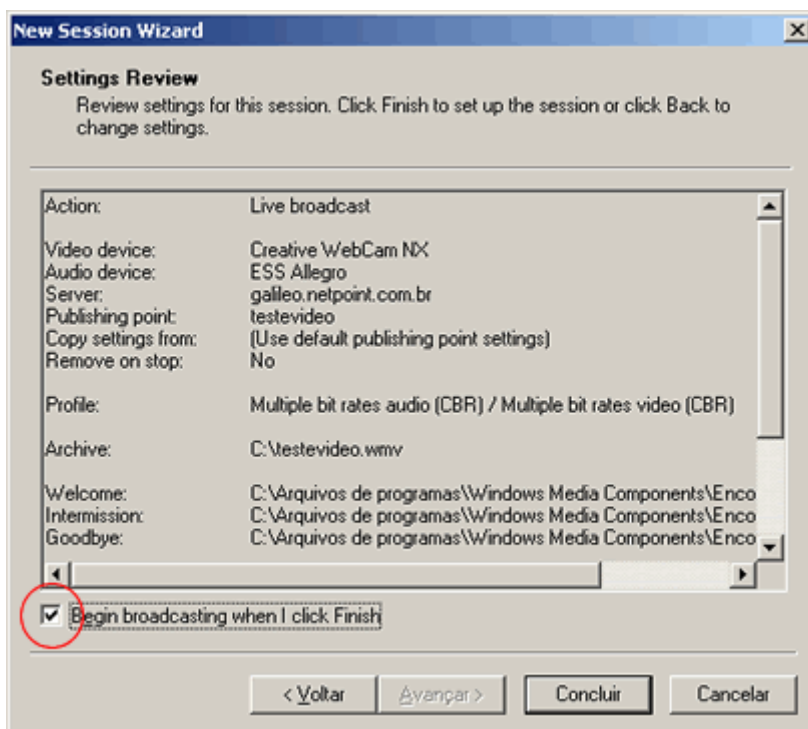 New Session Wizard
Settings Review
Review settings for this session. Click Finish to set up the session or click Back to
change settings.
Action: Live broadcast
Video device: Creative WebCam NX
Audio device: ESS Allegro
Server: galileo.netpoint.com.br
Publishing point: testevideo
Copy settings from: (Use default publishing point settings)
Remove on stop: No
Profile: Multiple bit rates audio (CBR) / Multiple bit rates video (CBR)
Archive: C:\testevideo.wmv
Welcome: C:\Arquivos de programas\Windows Media Components\Enco
Intermission: C:\Arquivos de programas\Windows Media Components\Enco
Goodbye: C:\Arquivos de programas\Windows Media Components\Enco
Begin broadcasting when I click Finish
< Voltar Avançar > Concluir Cancelar